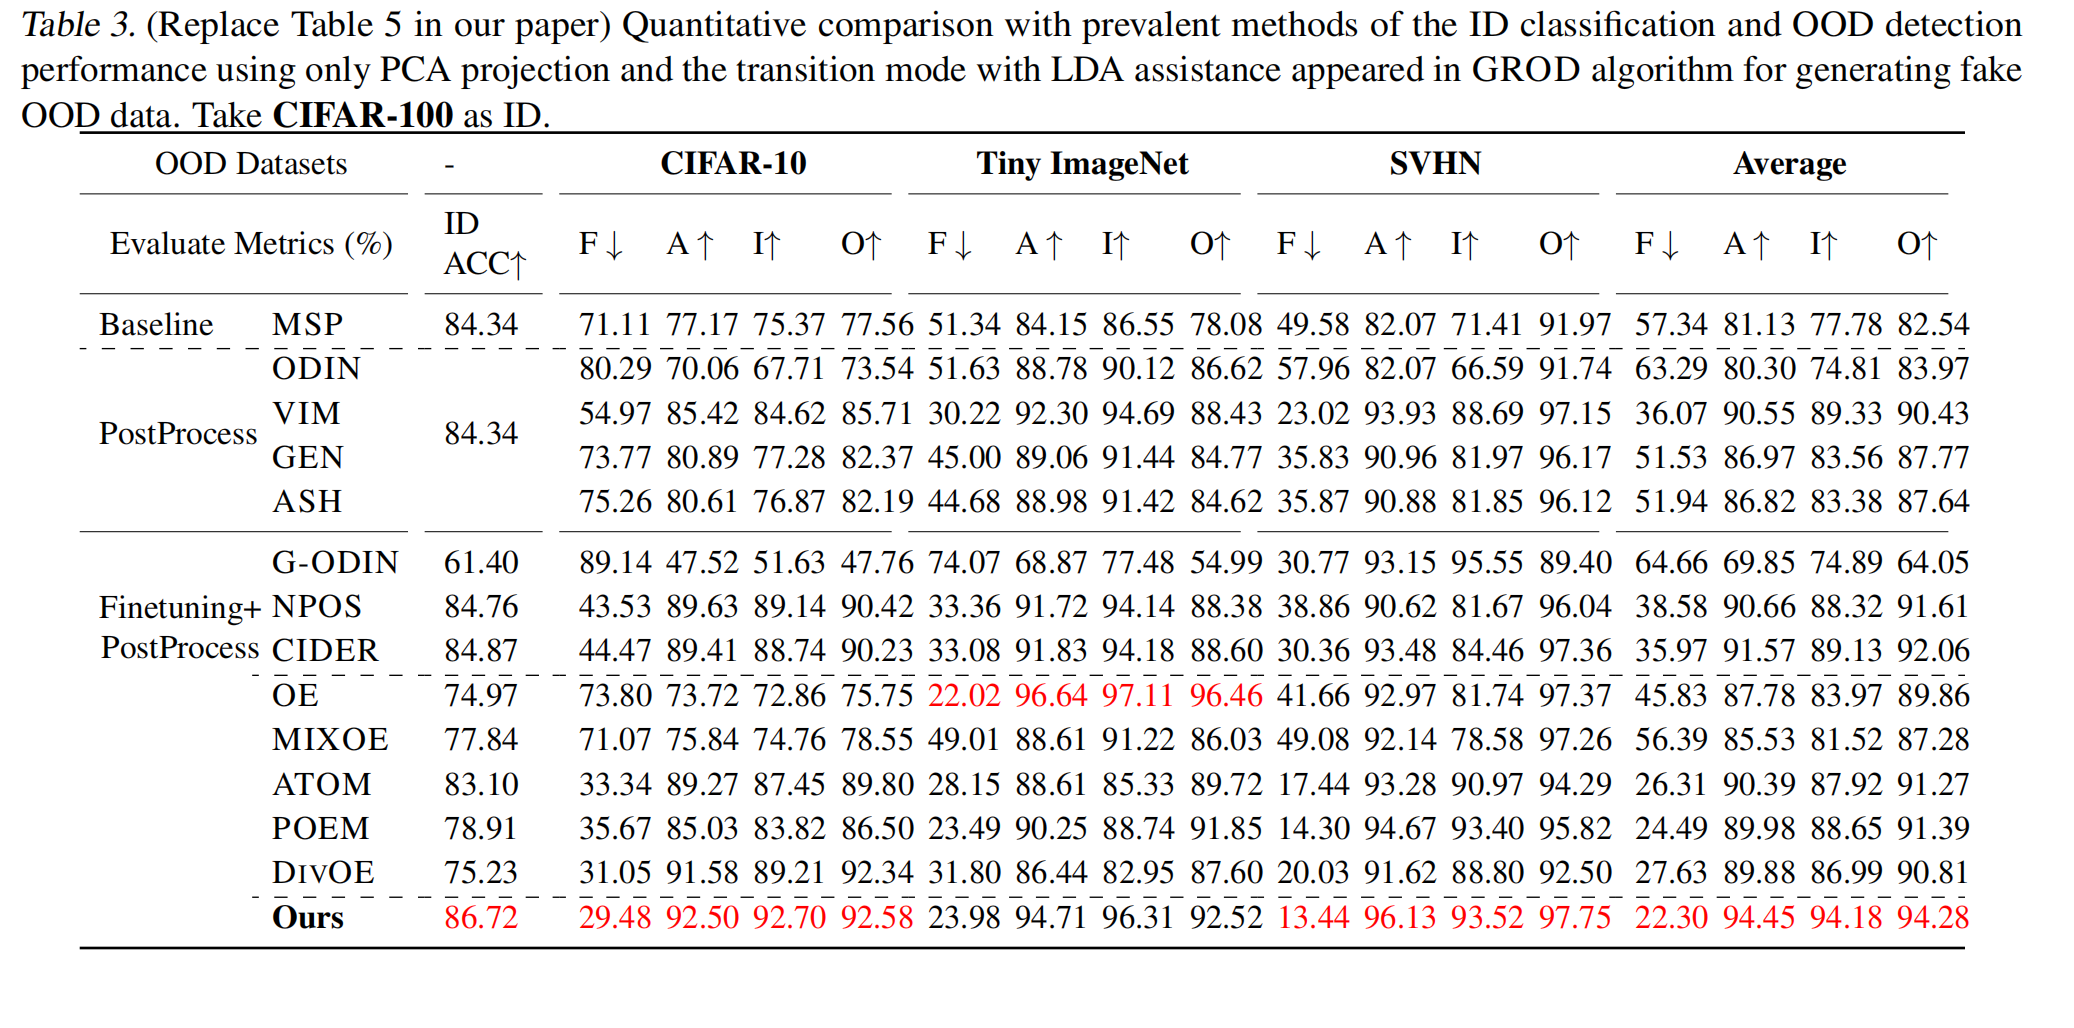 Table 3. (Replace Table 5 in our paper) Quantitative comparison with prevalent methods of the ID classification and OOD detection
performance using only PCA projection and the transition mode with LDA assistance appeared in GROD algorithm for generating fake
OOD data. Take CIFAR-100 as ID.
OOD Datasets - CIFAR-10 Tiny ImageNet SVHN Average
Evaluate Metrics (%) ID ACC↑ F↓ A↑ I↑ O↑ F↓ A↑ I↑ O↑ F↓ A↑ I↑ O↑ F↓ A↑ I↑ O↑
Baseline MSP 84.34 71.11 77.17 75.37 77.56 51.34 84.15 86.55 78.08 49.58 82.07 71.41 91.97 57.34 81.13 77.78 82.54
ODIN 80.29 70.06 67.71 73.54 51.63 88.78 90.12 86.62 57.96 82.07 66.59 91.74 63.29 80.30 74.81 83.97
VIM 54.97 85.42 84.62 85.71 30.22 92.30 94.69 88.43 23.02 93.93 88.69 97.15 36.07 90.55 89.33 90.43
PostProcess 84.34
GEN 73.77 80.89 77.28 82.37 45.00 89.06 91.44 84.77 35.83 90.96 81.97 96.17 51.53 86.97 83.56 87.77
ASH 75.26 80.61 76.87 82.19 44.68 88.98 91.42 84.62 35.87 90.88 81.85 96.12 51.94 86.82 83.38 87.64
G-ODIN 61.40 89.14 47.52 51.63 47.76 74.07 68.87 77.48 54.99 30.77 93.15 95.55 89.40 64.66 69.85 74.89 64.05
Finetuning+ NPOS 84.76 43.53 89.63 89.14 90.42 33.36 91.72 94.14 88.38 38.86 90.62 81.67 96.04 38.58 90.66 88.32 91.61
PostProcess CIDER 84.87 44.47 89.41 88.74 90.23 33.08 91.83 94.18 88.60 30.36 93.48 84.46 97.36 35.97 91.57 89.13 92.06
OE 74.97 73.80 73.72 72.86 75.75 22.02 96.64 97.11 96.46 41.66 92.97 81.74 97.37 45.83 87.78 83.97 89.86
MIXOE 77.84 71.07 75.84 74.76 78.55 49.01 88.61 91.22 86.03 49.08 92.14 78.58 97.26 56.39 85.53 81.52 87.28
ATOM 83.10 33.34 89.27 87.45 89.80 28.15 88.61 85.33 89.72 17.44 93.28 90.97 94.29 26.31 90.39 87.92 91.27
POEM 78.91 35.67 85.03 83.82 86.50 23.49 90.25 88.74 91.85 14.30 94.67 93.40 95.82 24.49 89.98 88.65 91.39
DIVOE 75.23 31.05 91.58 89.21 92.34 31.80 86.44 82.95 87.60 20.03 91.62 88.80 92.50 27.63 89.88 86.99 90.81
Ours 86.72 29.48 92.50 92.70 92.58 23.98 94.71 96.31 92.52 13.44 96.13 93.52 97.75 22.30 94.45 94.18 94.28